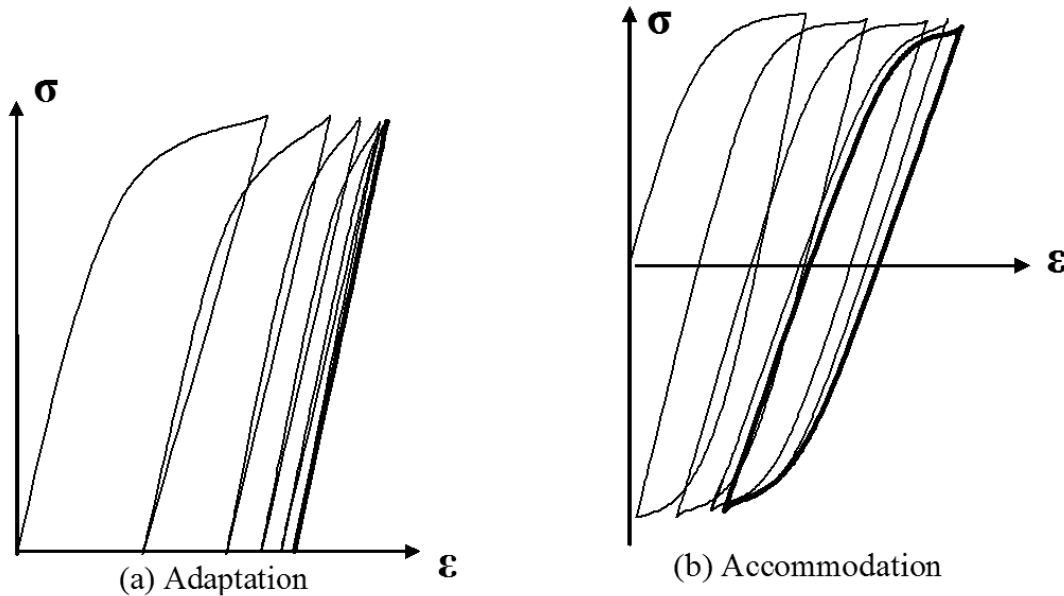 σ
ε
(a) Adaptation
σ
ε
(b) Accommodation